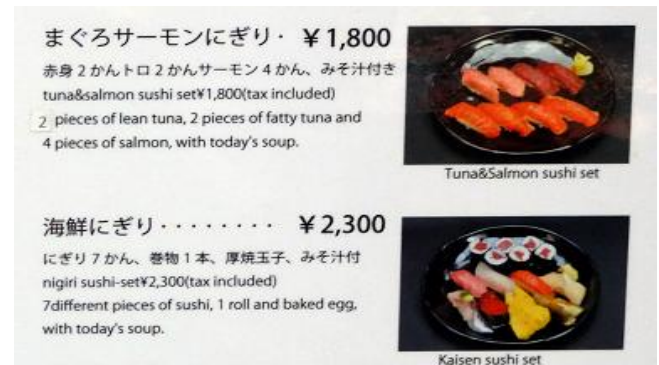 まぐろサーモンにぎり・ ¥1,800
赤身2かんトロ2かんサーモン4かん、みそ汁付き
tuna&salmon sushi set¥1,800(tax included)
2 pieces of lean tuna, 2 pieces of fatty tuna and
4 pieces of salmon, with today's soup.
Tuna&Salmon sushi set
海鮮にぎり・・・・・・・・ ¥2,300
にぎり7かん、巻物1本、厚焼玉子、みそ汁付
nigiri sushi-set¥2,300(tax included)
7different pieces of sushi, 1 roll and baked egg,
with today's soup.
Kaisen sushi set